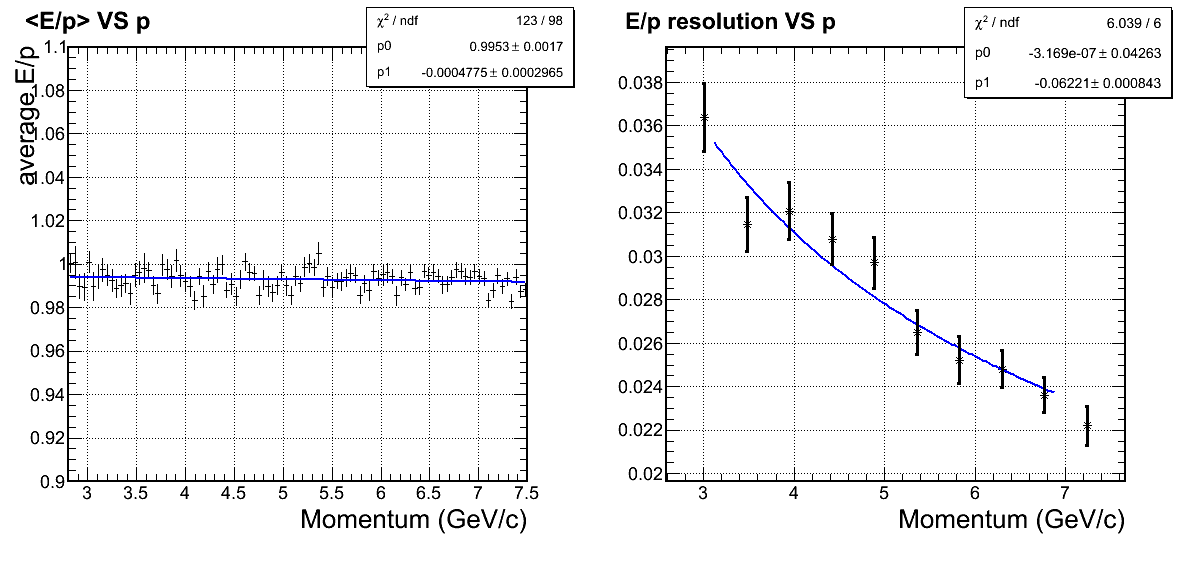 <E/p> VS p
χ² / ndf 123 / 98
p0 0.9953 ± 0.0017
p1 -0.0004775 ± 0.0002965
average E/p
1.1
1.08
1.06
1.04
1.02
1
0.98
0.96
0.94
0.92
0.9
3 3.5 4 4.5 5 5.5 6 6.5 7 7.5
Momentum (GeV/c)
E/p resolution VS p
χ² / ndf 6.039 / 6
p0 -3.169e-07 ± 0.04263
p1 -0.06221 ± 0.000843
0.038
0.036
0.034
0.032
0.03
0.028
0.026
0.024
0.022
0.02
3 4 5 6 7
Momentum (GeV/c)